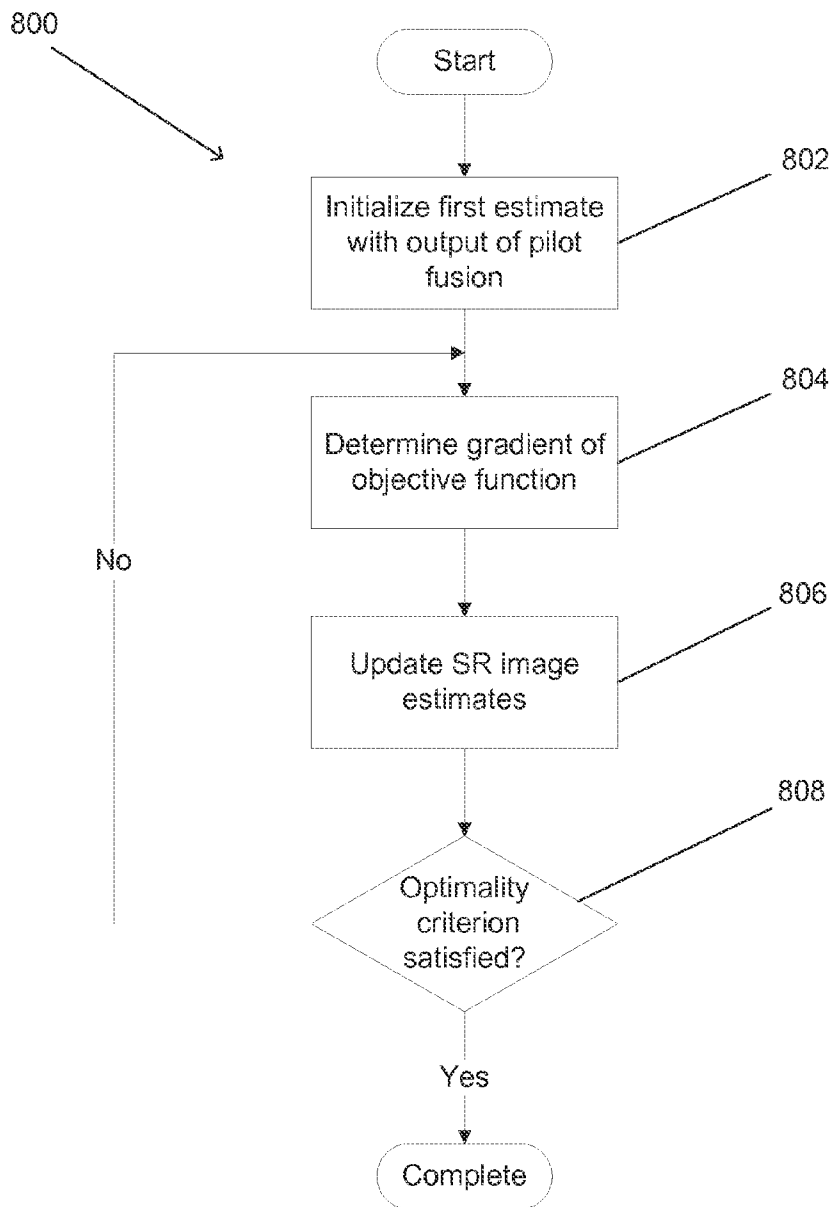 800
Start
802
Initialize first estimate
with output of pilot
fusion
804
Determine gradient of
objective function
No
806
Update SR image
estimates
808
Optimality
criterion
satisfied?
Yes
Complete